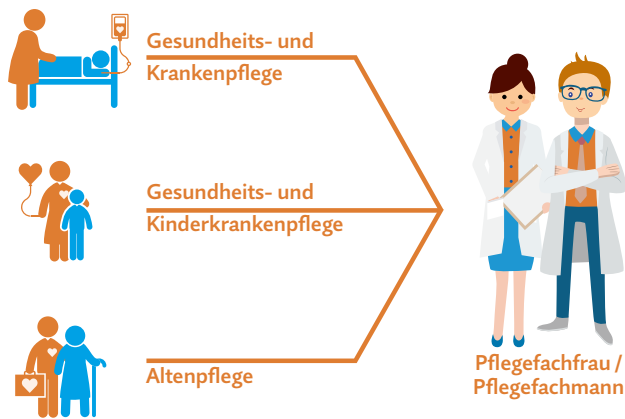 Gesundheits- und
Krankenpflege
Gesundheits- und
Kinderkrankenpflege
Altenpflege
Pflegefachfrau /
Pflegefachmann